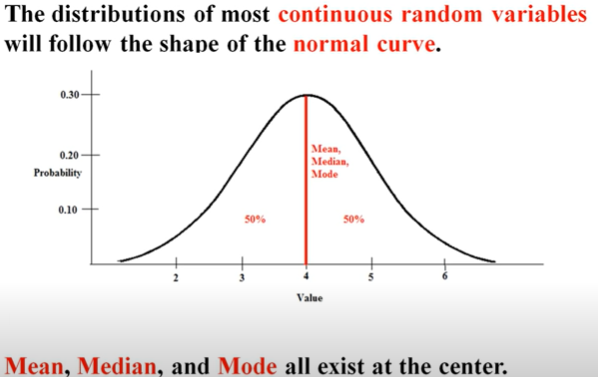 The distributions of most continuous random variables
will follow the shape of the normal curve.
0.30
0.20
Probability
0.10
Mean,
Median,
Mode
50%
50%
2
3
4
5
6
Value
Mean, Median, and Mode all exist at the center.